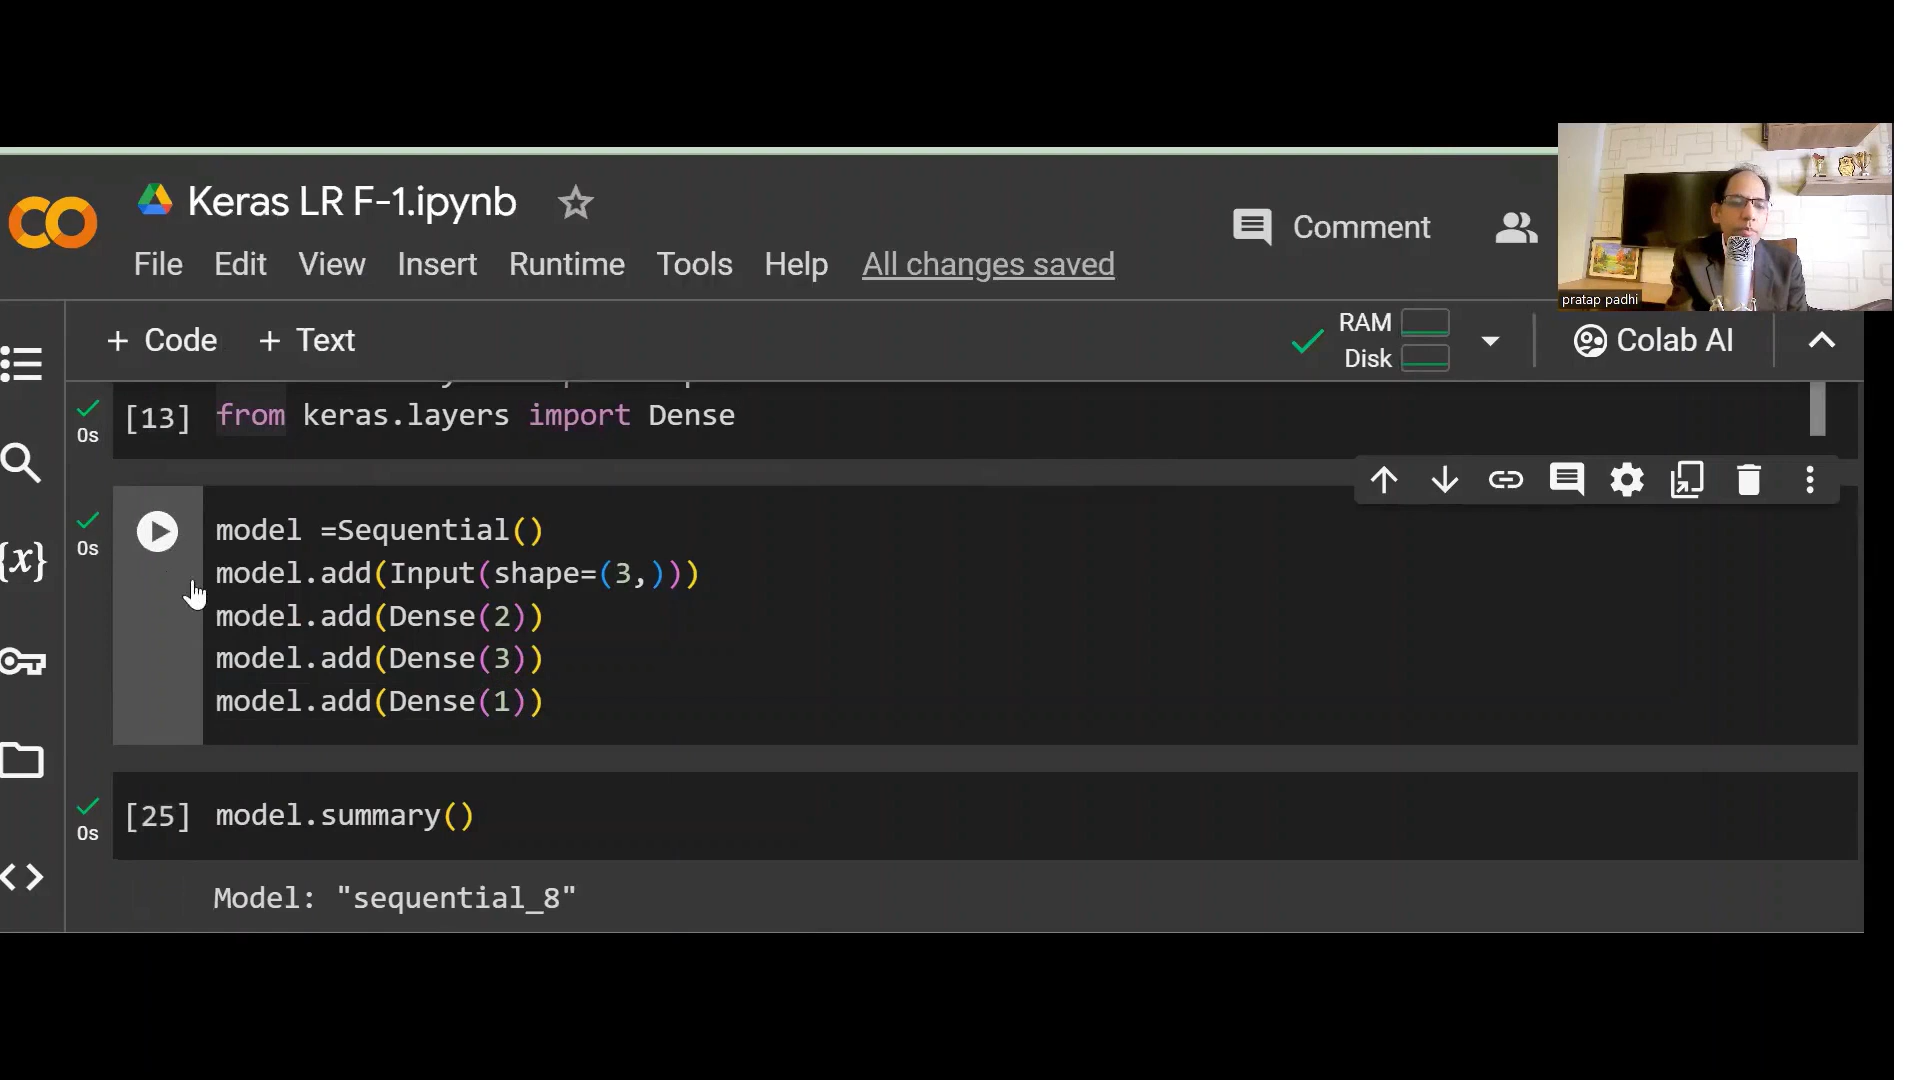 Keras LR F-1.ipynb
Comment
File Edit View Insert Runtime Tools Help All changes saved
pratap padhi
+ Code + Text
RAM
Disk
Colab AI
0s
[13] from keras.layers import Dense
0s
model =Sequential()
model.add(Input(shape=(3,)))
model.add(Dense(2))
model.add(Dense(3))
model.add(Dense(1))
0s
[25] model.summary()
Model: "sequential_8"
{x}